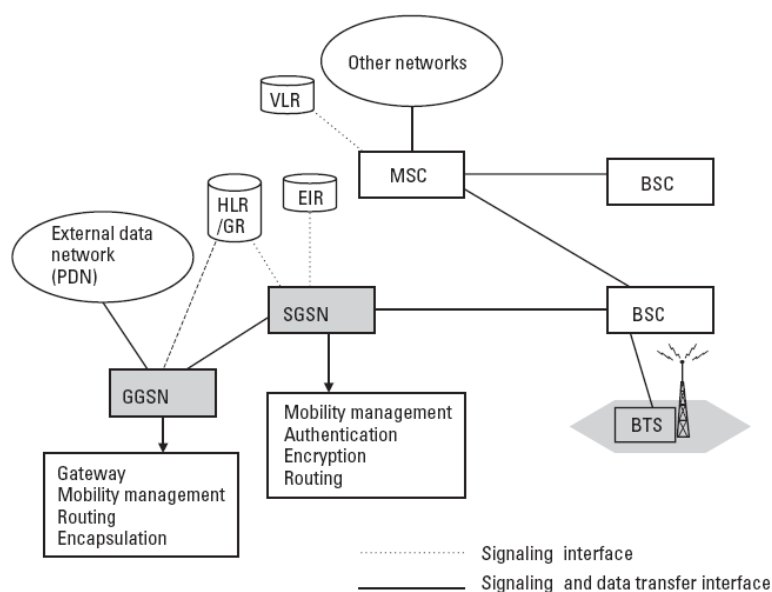 Other networks
VLR
MSC
BSC
HLR
/GR
EIR
External data
network
(PDN)
SGSN
BSC
GGSN
BTS
Mobility management
Authentication
Encryption
Routing
Gateway
Mobility management
Routing
Encapsulation
Signaling interface
Signaling and data transfer interface